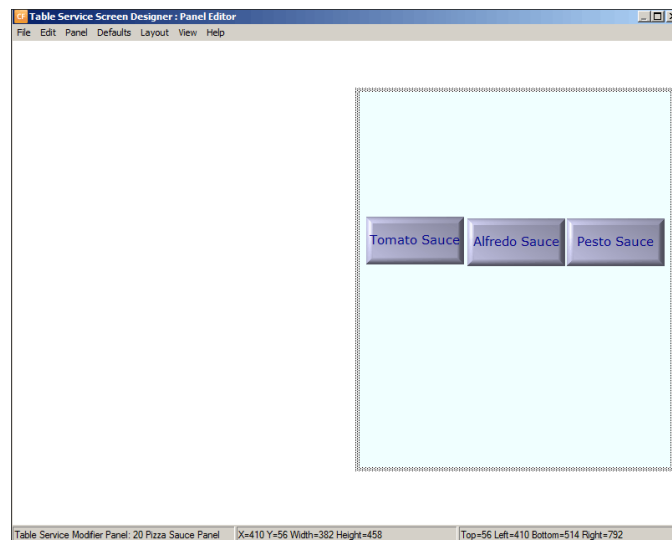 CF Table Service Screen Designer : Panel Editor
File Edit Panel Defaults Layout View Help
Tomato Sauce Alfredo Sauce Pesto Sauce
Table Service Modifier Panel: 20 Pizza Sauce Panel X=410 Y=56 Width=382 Height=458 Top=56 Left=410 Bottom=514 Right=792